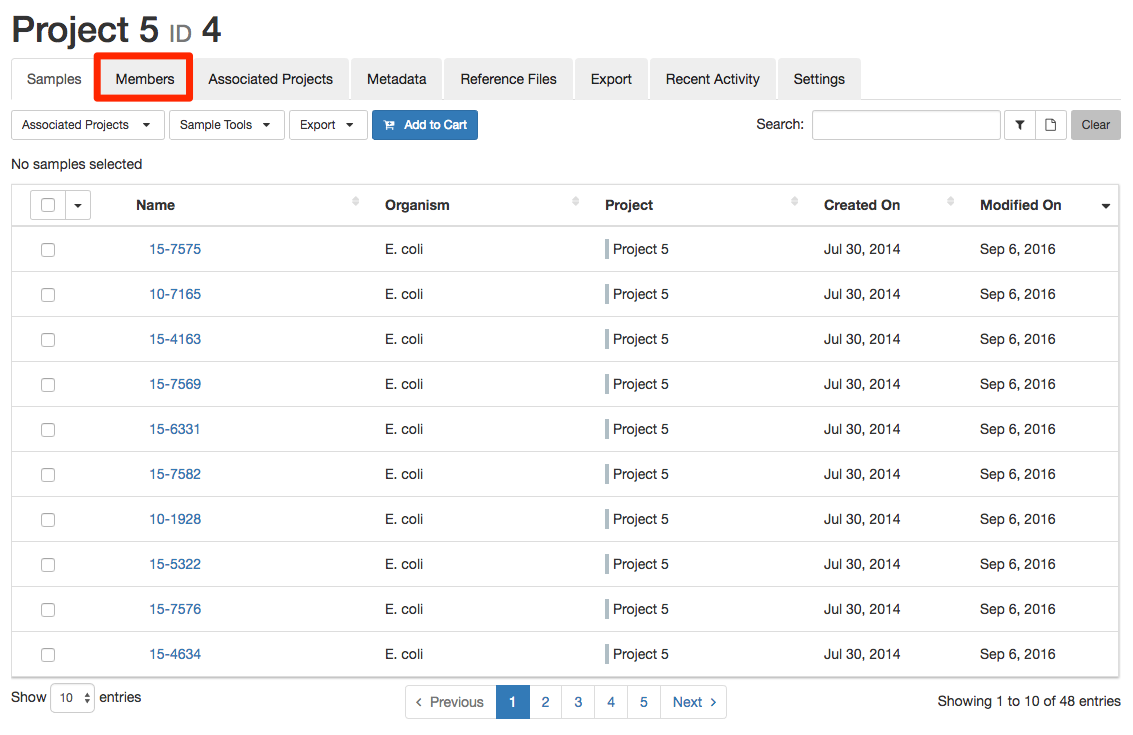 Project 5 ID 4
Samples Members Associated Projects Metadata Reference Files Export Recent Activity Settings
Associated Projects Sample Tools Export Add to Cart Search: Clear
No samples selected
Name Organism Project Created On Modified On
15-7575 E. coli Project 5 Jul 30, 2014 Sep 6, 2016
10-7165 E. coli Project 5 Jul 30, 2014 Sep 6, 2016
15-4163 E. coli Project 5 Jul 30, 2014 Sep 6, 2016
15-7569 E. coli Project 5 Jul 30, 2014 Sep 6, 2016
15-6331 E. coli Project 5 Jul 30, 2014 Sep 6, 2016
15-7582 E. coli Project 5 Jul 30, 2014 Sep 6, 2016
10-1928 E. coli Project 5 Jul 30, 2014 Sep 6, 2016
15-5322 E. coli Project 5 Jul 30, 2014 Sep 6, 2016
15-7576 E. coli Project 5 Jul 30, 2014 Sep 6, 2016
15-4634 E. coli Project 5 Jul 30, 2014 Sep 6, 2016
Show 10 entries Previous 1 2 3 4 5 Next Showing 1 to 10 of 48 entries